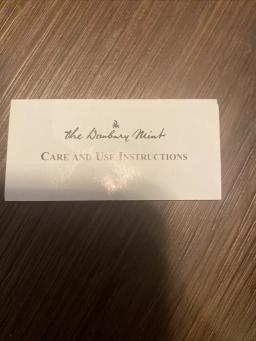 the Danbury Mint
CARE AND USE INSTRUCTIONS